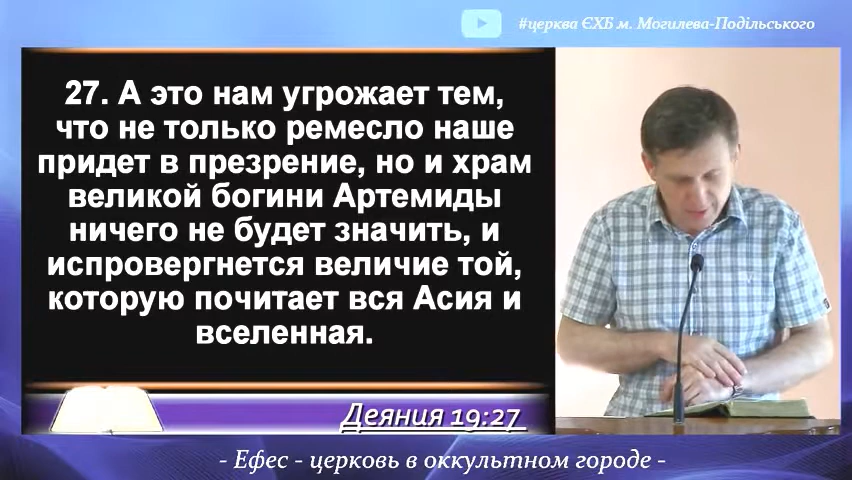 #церква ЄХБ м. Могилева-Подільського
27. А это нам угрожает тем,
что не только ремесло наше
придет в презрение, но и храм
великой богини Артемиды
ничего не будет значить, и
испровергнется величие той,
которую почитает вся Асия и
вселенная.
Деяния 19:27
- Ефес - церковь в оккультном городе -